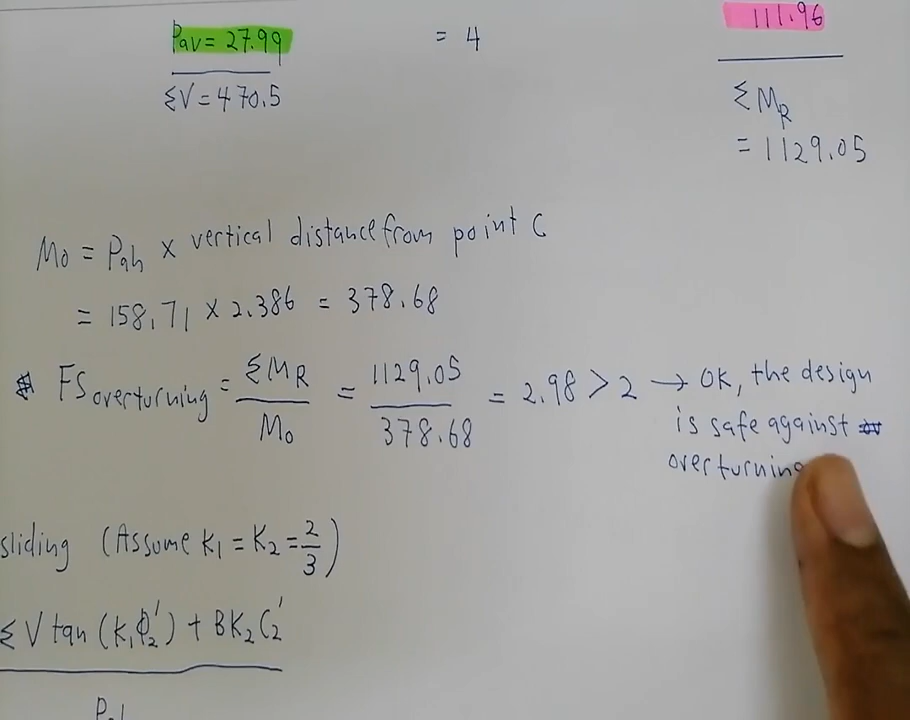 Pav = 27.99 = 4 111.96
ΣV = 470.5 ΣMR
= 1129.05
Mo = Pah × vertical distance from point C
= 158.71 × 2.386 = 378.68
FS overturning = ΣMR / Mo = 1129.05 / 378.68 = 2.98 > 2 → OK, the design
is safe against
overturning
sliding (Assume K1 = K2 = 2/3)
ΣV tan (K1Φ2′) + BK2C2′